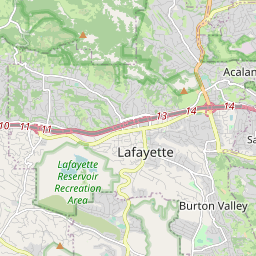 Acalan
13
14
14
10
11
11
Sa
Lafayette
Lafayette
Reservoir
Recreation
Area
Burton Valley